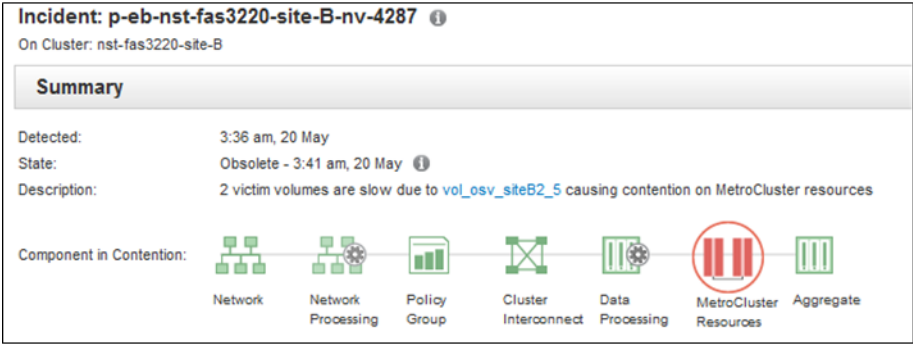 Incident: p-eb-nst-fas3220-site-B-nv-4287
On Cluster: nst-fas3220-site-B
Summary
Detected: 3:36 am, 20 May
State: Obsolete - 3:41 am, 20 May
Description: 2 victim volumes are slow due to vol_osv_siteB2_5 causing contention on MetroCluster resources
Component in Contention:
Network
Network
Processing
Policy
Group
Cluster
Interconnect
Data
Processing
MetroCluster
Resources
Aggregate